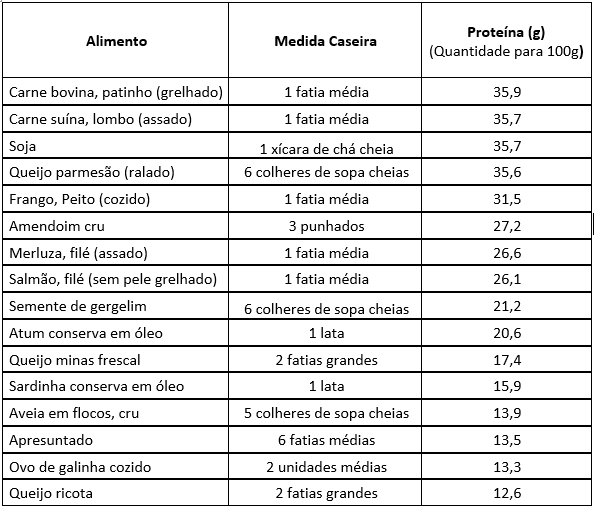 Alimento Medida Caseira Proteína (g)
(Quantidade para 100g)
Carne bovina, patinho (grelhado) 1 fatia média 35,9
Carne suína, lombo (assado) 1 fatia média 35,7
Soja 1 xícara de chá cheia 35,7
Queijo parmesão (ralado) 6 colheres de sopa cheias 35,6
Frango, Peito (cozido) 1 fatia média 31,5
Amendoim cru 3 punhados 27,2
Merluza, filé (assado) 1 fatia média 26,6
Salmão, filé (sem pele grelhado) 1 fatia média 26,1
Semente de gergelim 6 colheres de sopa cheias 21,2
Atum conserva em óleo 1 lata 20,6
Queijo minas frescal 2 fatias grandes 17,4
Sardinha conserva em óleo 1 lata 15,9
Aveia em flocos, cru 5 colheres de sopa cheias 13,9
Apresuntado 6 fatias médias 13,5
Ovo de galinha cozido 2 unidades médias 13,3
Queijo ricota 2 fatias grandes 12,6